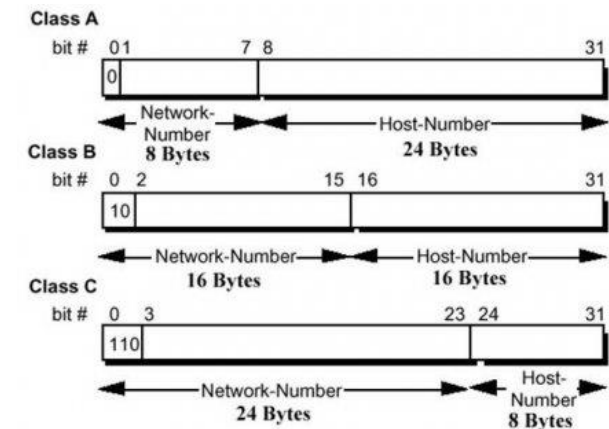 Class A
bit # 01 7 8 31
0
Network-
Number
8 Bytes
Host-Number
24 Bytes
Class B
bit # 0 2 15 16 31
10
Network-Number
16 Bytes
Host-Number
16 Bytes
Class C
bit # 0 3 23 24 31
110
Network-Number
24 Bytes
Host-
Number
8 Bytes